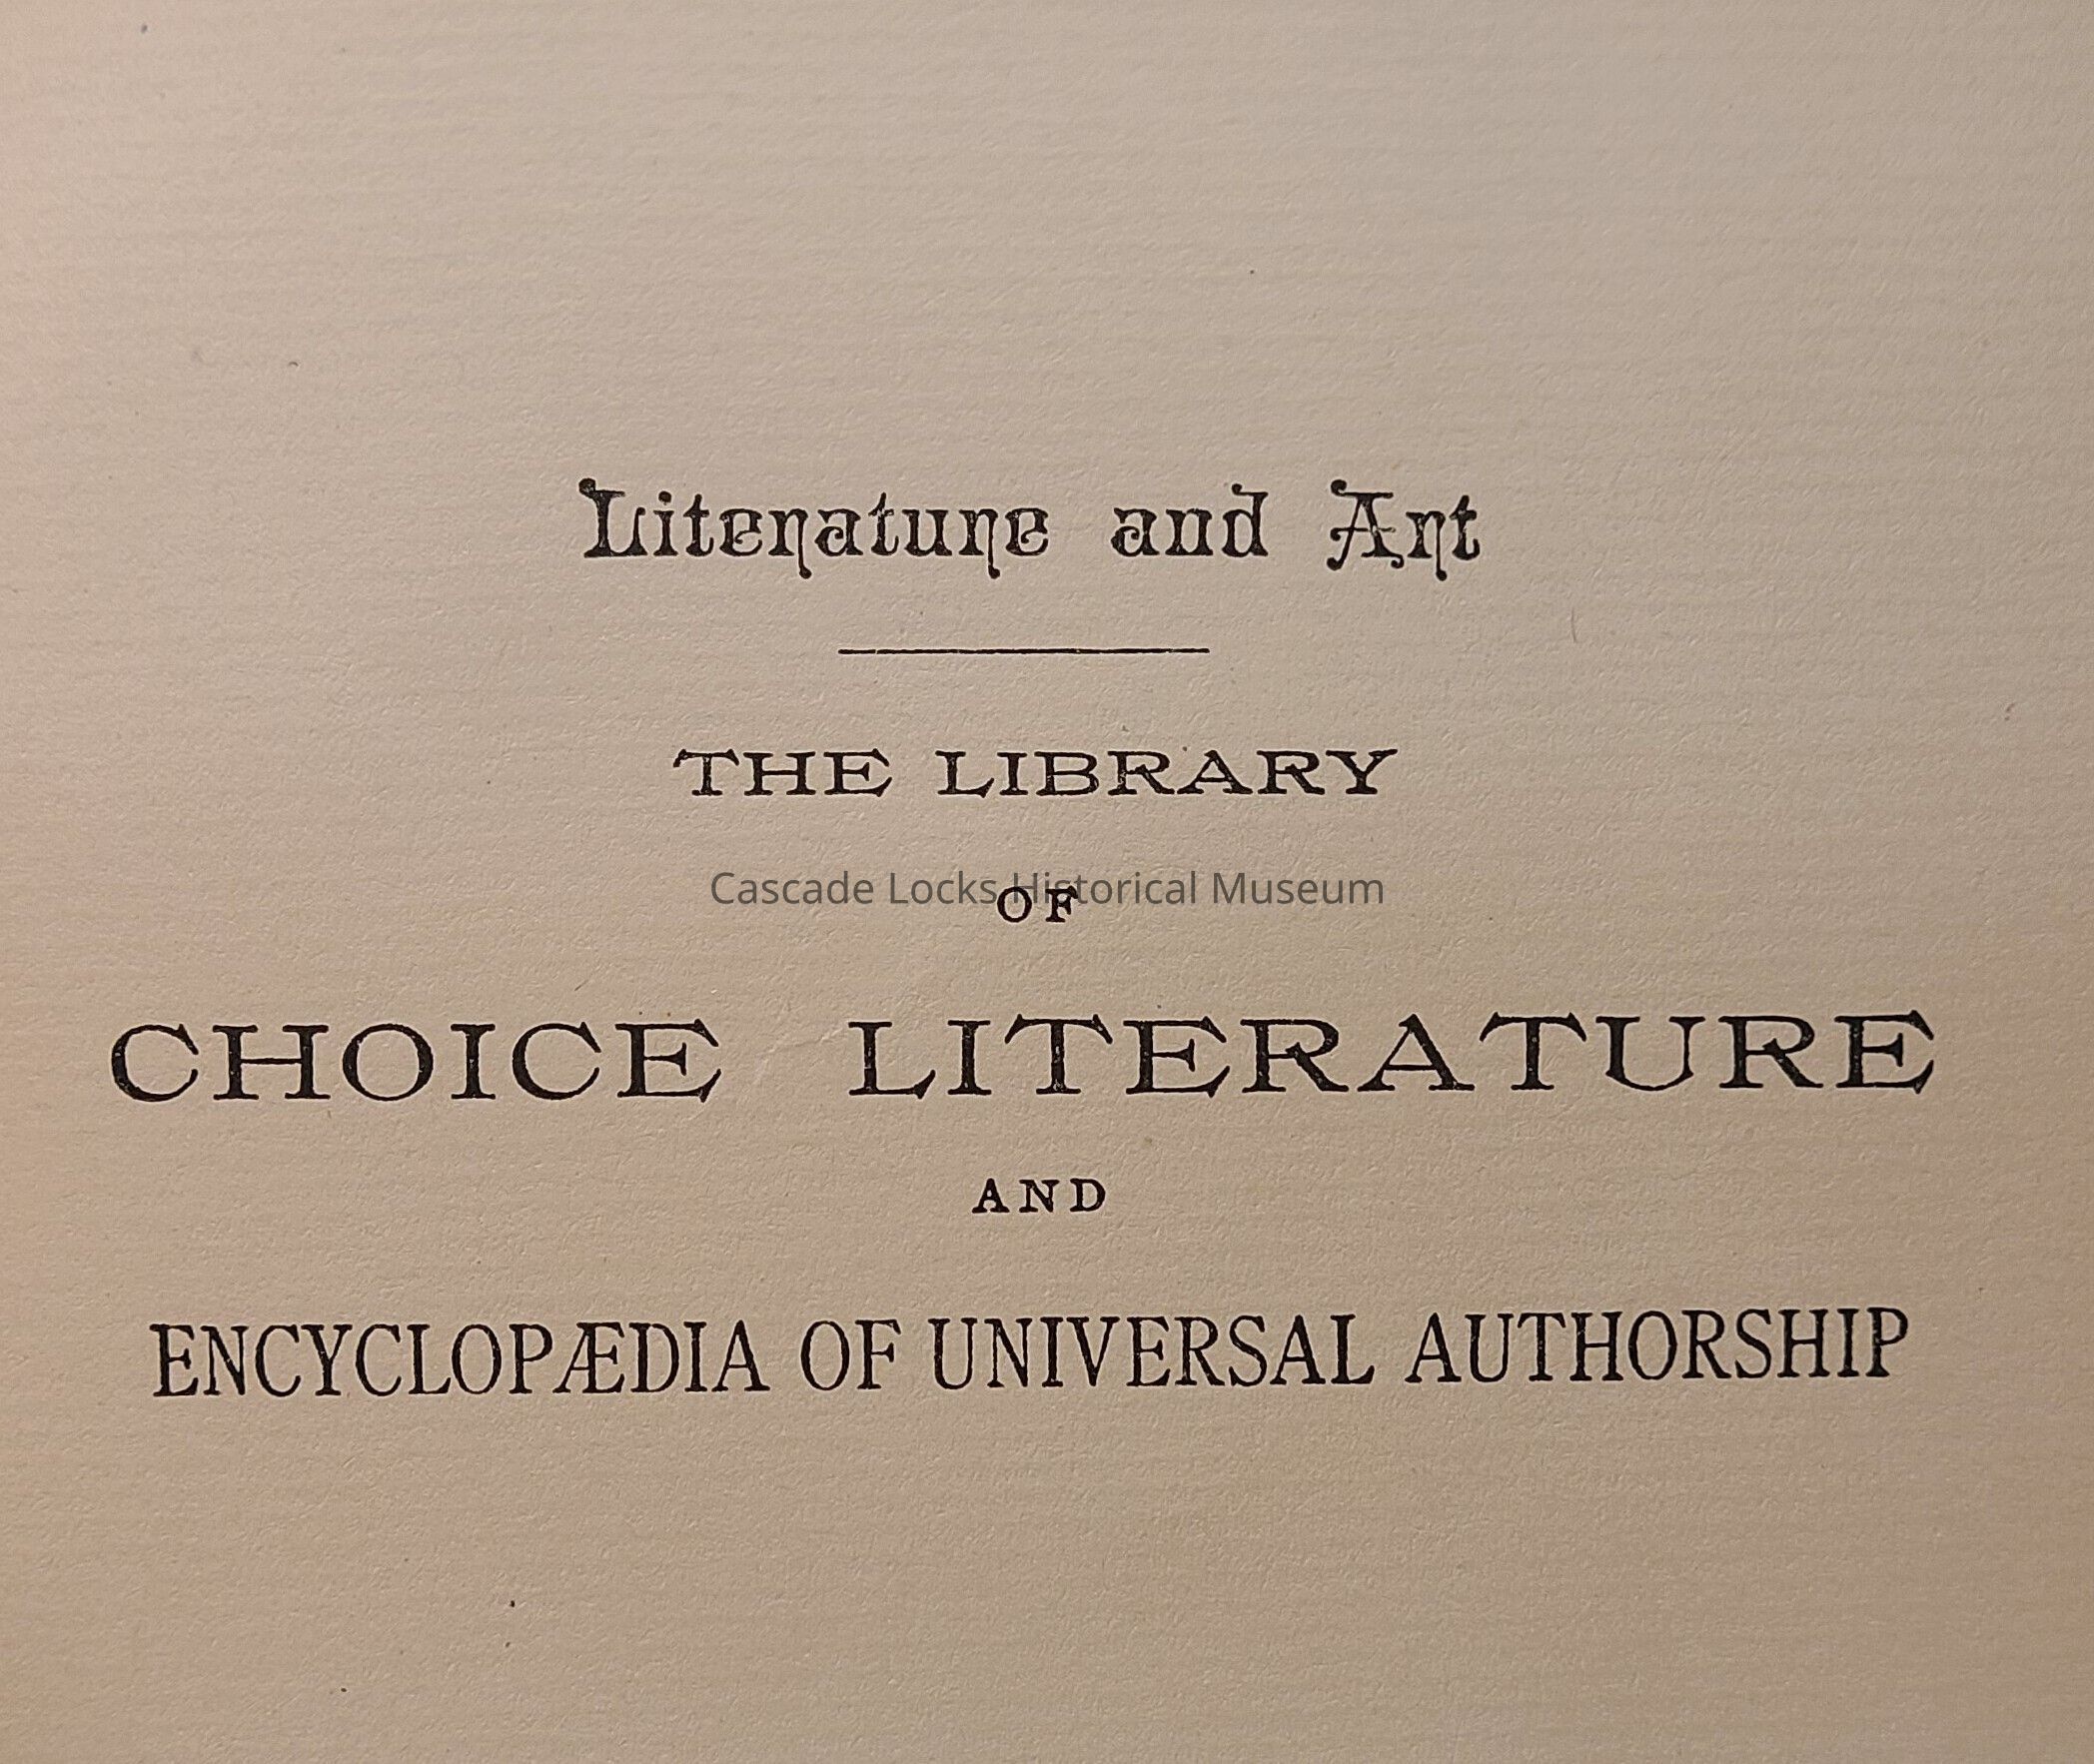 Literature and Art
THE LIBRARY
Cascade Locks Historical Museum
OF
CHOICE LITERATURE
AND
ENCYCLOPÆDIA OF UNIVERSAL AUTHORSHIP